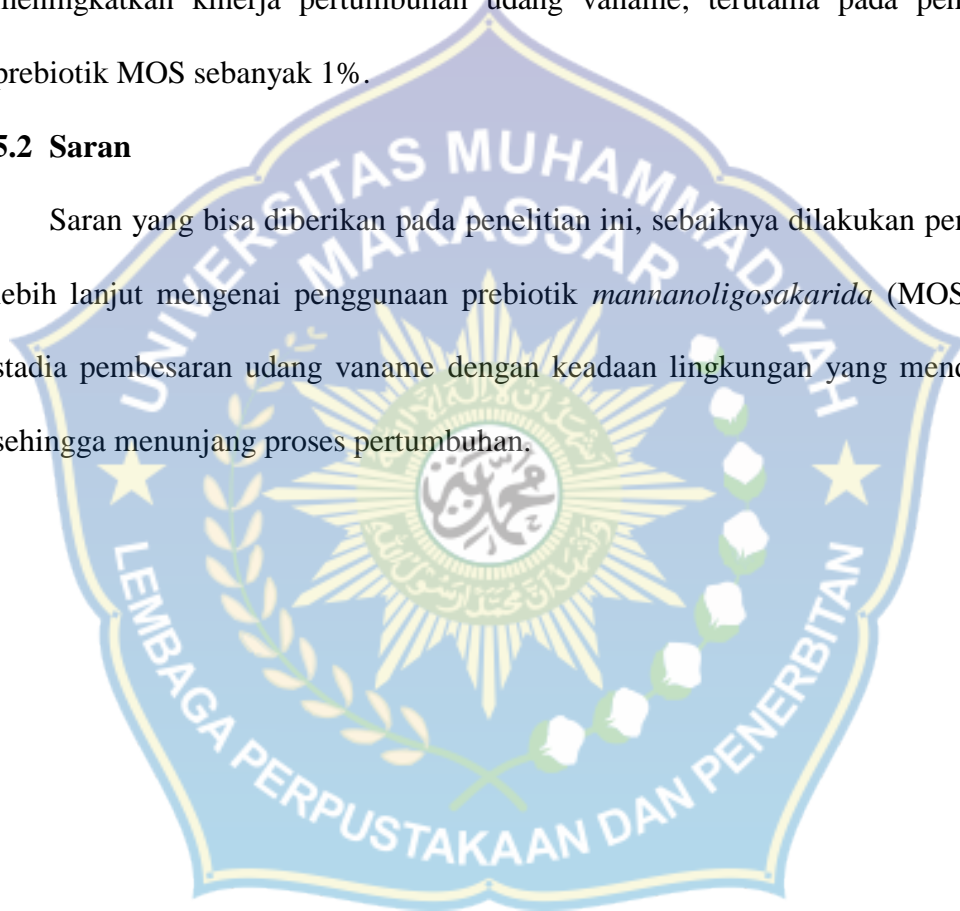 meningkatkan kinerja pertumbuhan udang vaname, terutama pada pem
prebiotik MOS sebanyak 1%.
5.2 Saran
Saran yang bisa diberikan pada penelitian ini, sebaiknya dilakukan pen
lebih lanjut mengenai penggunaan prebiotik mannanoligosakarida (MOS
stadia pembesaran udang vaname dengan keadaan lingkungan yang mend
sehingga menunjang proses pertumbuhan.
UNIVERSITAS MUHAMMADIYAH
MAKASSAR
LEMBAGA PERPUSTAKAAN DAN PENERBITAN